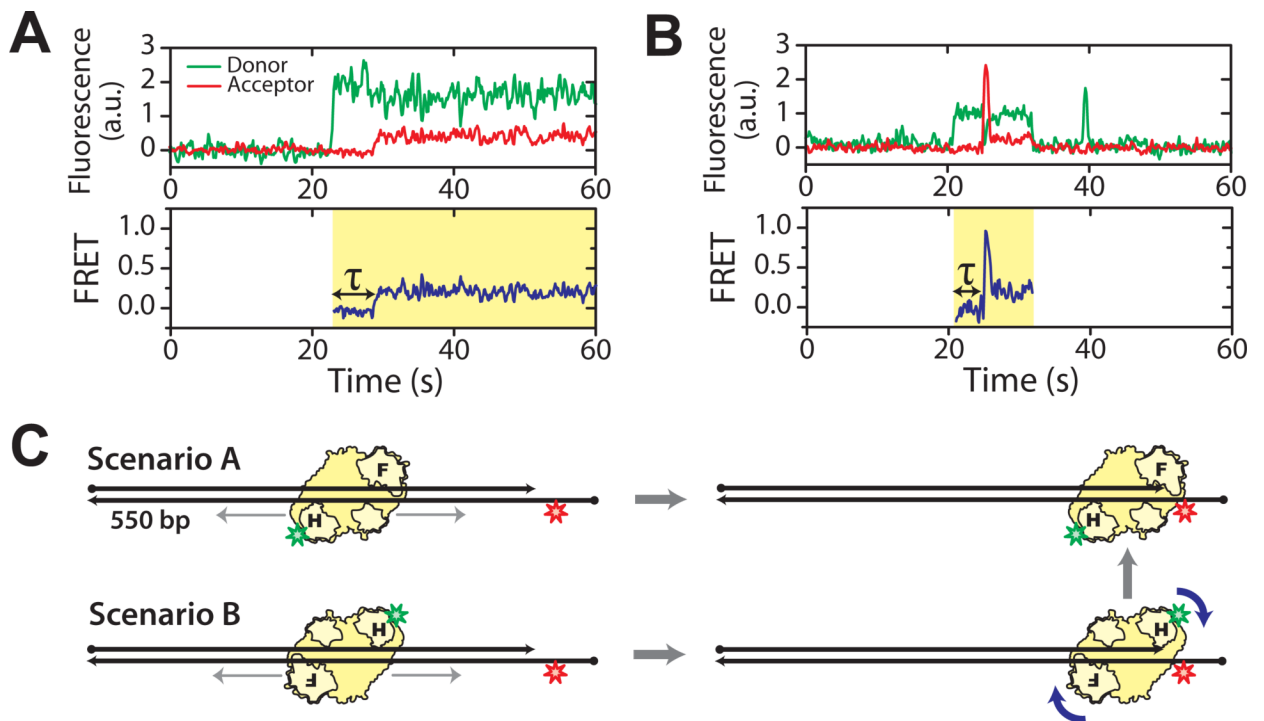 A
Fluorescence
(a.u.)
3
2
1
0
Donor
Acceptor
0
20
40
60
FRET
1.0
0.5
0.0
τ
0
20
40
60
Time (s)
B
Fluorescence
(a.u.)
3
2
1
0
0
20
40
60
FRET
1.0
0.5
0.0
τ
0
20
40
60
Time (s)
C
Scenario A
F
H
550 bp
F
H
Scenario B
H
F
H
F